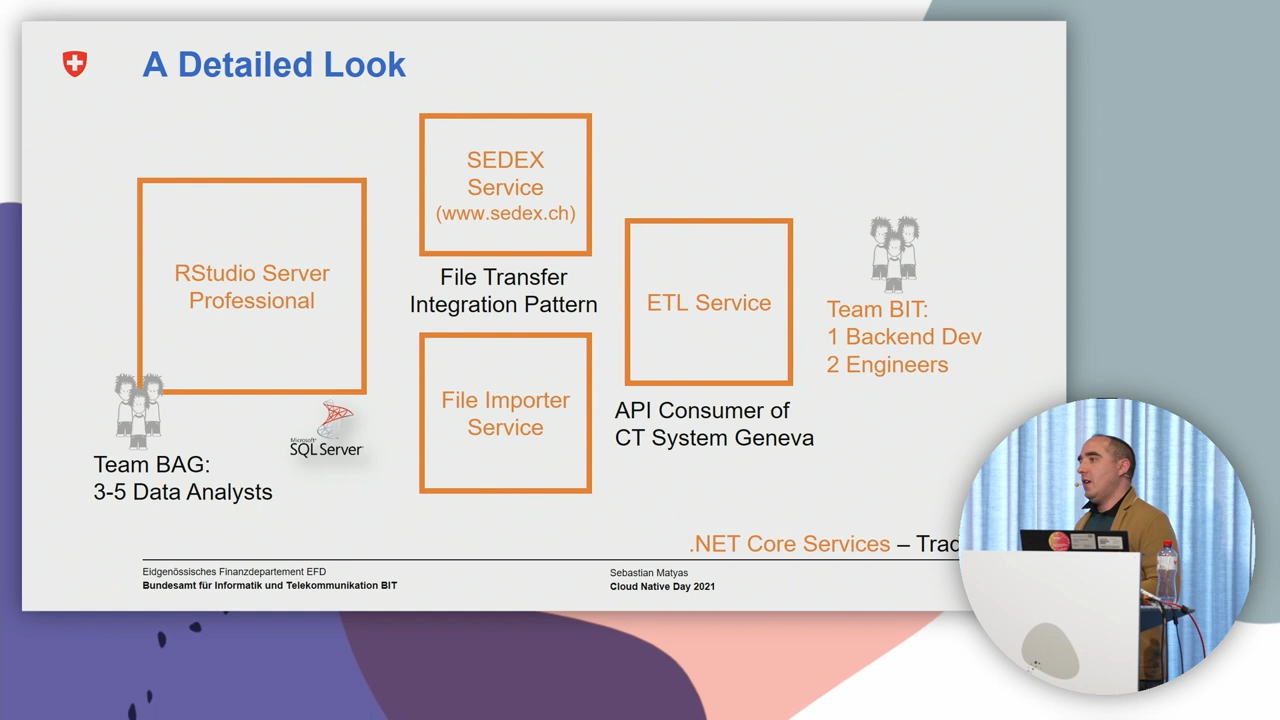 A Detailed Look
SEDEX
Service
(www.sedex.ch)
RStudio Server
Professional
File Transfer
Integration Pattern
ETL Service
Team BIT:
1 Backend Dev
2 Engineers
File Importer
Service
API Consumer of
CT System Geneva
Microsoft
SQL Server
Team BAG:
3-5 Data Analysts
.NET Core Services – Trad
Eidgenössisches Finanzdepartement EFD
Bundesamt für Informatik und Telekommunikation BIT
Sebastian Matyas
Cloud Native Day 2021